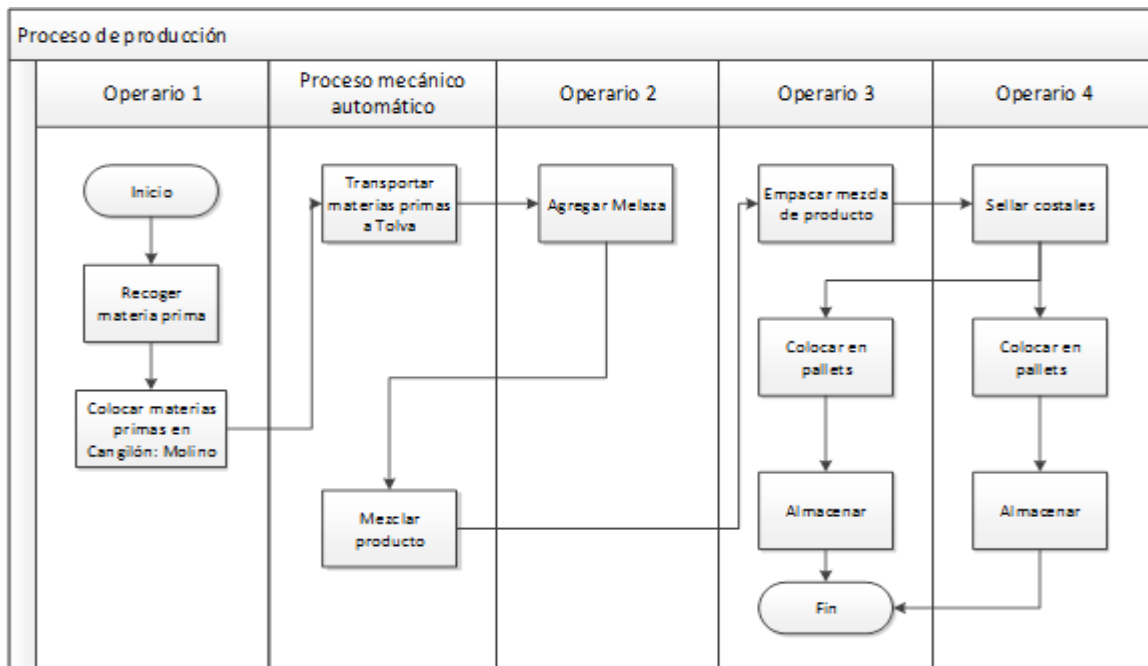 Proceso de producción
Operario 1
Proceso mecánico
automático
Operario 2
Operario 3
Operario 4
Inicio
Recoger
materia prima
Colocar materias
primas en
Cangilón: Molino
Transportar
materias primas
a Tolva
Mezclar
producto
Agregar Melaza
Empacar mezcla
de producto
Colocar en
pallets
Almacenar
Fin
Sellar costales
Colocar en
pallets
Almacenar